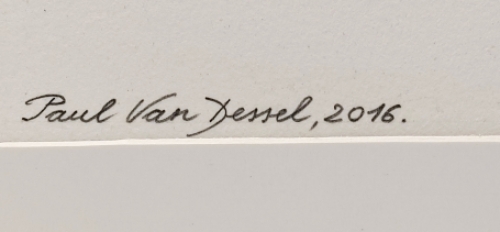 Paul Van Dessel, 2016.